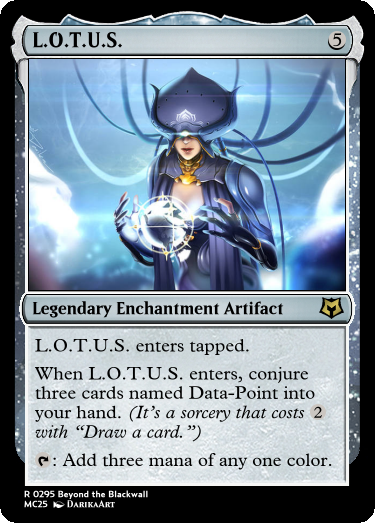 L.O.T.U.S. 5
Legendary Enchantment Artifact
L.O.T.U.S. enters tapped.
When L.O.T.U.S. enters, conjure
three cards named Data-Point into
your hand. (It's a sorcery that costs 2
with “Draw a card.”)
: Add three mana of any one color.
R 0295 Beyond the Blackwall
MC25 DarikaArt